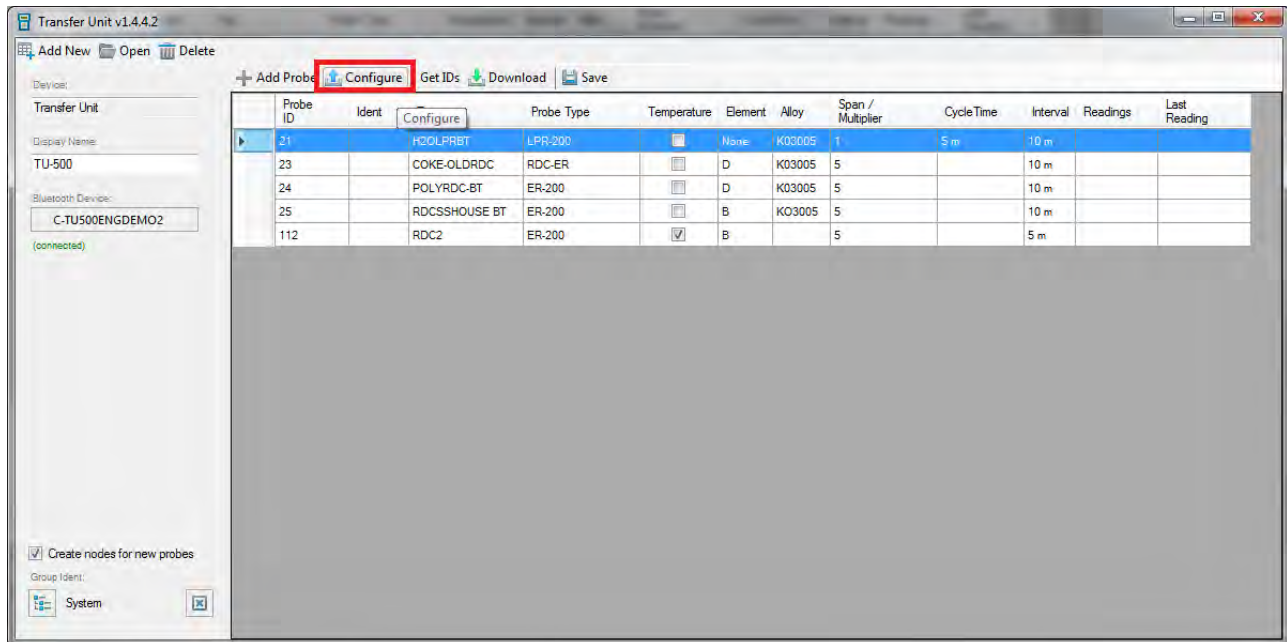 Transfer Unit v1.4.4.2
Add New Open Delete
Add Probe Configure Get IDs Download Save
Device:
Transfer Unit
Display Name:
TU-500
Bluetooth Device:
C-TU500ENGDEMO2
(connected)
Probe ID Ident Probe Type Temperature Element Alloy Span / Multiplier CycleTime Interval Readings Last Reading
Configure
21 H2OLPRBT LPR-200 None K03005 1 5 m 10 m
23 COKE-OLDRDC RDC-ER D K03005 5 10 m
24 POLYRDC-BT ER-200 D K03005 5 10 m
25 RDCSSHOUSE BT ER-200 B KO3005 5 10 m
112 RDC2 ER-200 B 5 5 m
Create nodes for new probes
Group Ident:
System